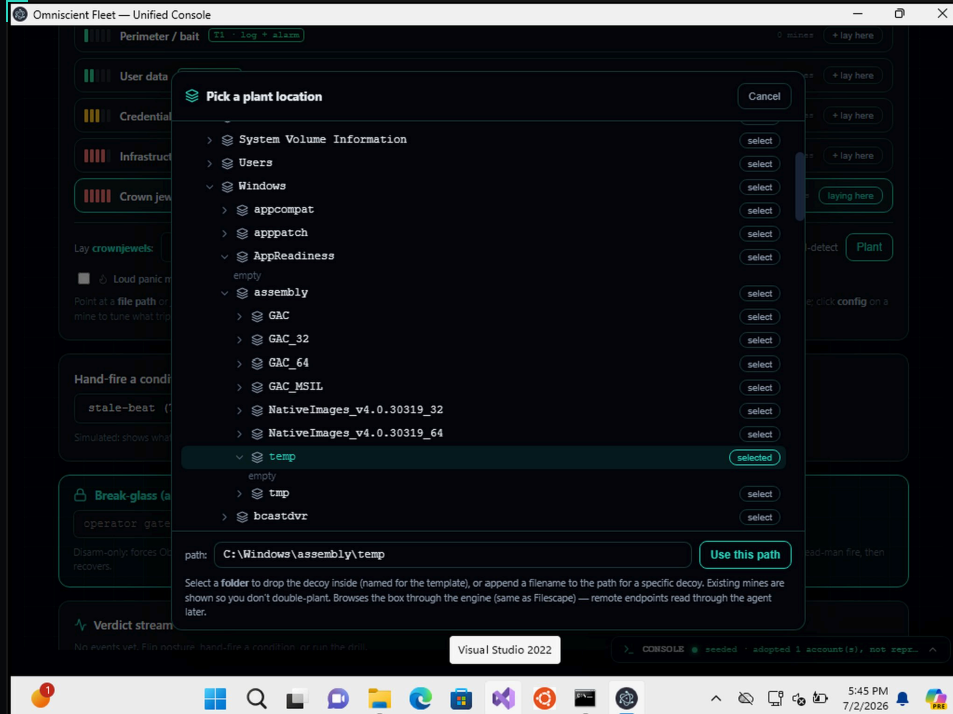 Omniscient Fleet — Unified Console
Perimeter / bait T1 · log + alarm 0 mines + lay here
User data + lay here
Credential + lay here
Infrastruct + lay here
Crown jew laying here
Pick a plant location
Cancel
System Volume Information select
Users select
Windows select
appcompat select
apppatch select
AppReadiness select
empty
assembly select
GAC select
GAC_32 select
GAC_64 select
GAC_MSIL select
NativeImages_v4.0.30319_32 select
NativeImages_v4.0.30319_64 select
temp selected
empty
tmp select
bcastdvr select
path: C:\Windows\assembly\temp Use this path
Select a folder to drop the decoy inside (named for the template), or append a filename to the path for a specific decoy. Existing mines are
shown so you don't double-plant. Browses the box through the engine (same as Filescape) — remote endpoints read through the agent
later.
Lay crownjewels: -detect Plant
Loud panic m
Point at a file path or e: click config on a
mine to tune what trip
Hand-fire a condi
stale-beat (
Simulated: shows what
Break-glass (a
operator gate
Disarm-only: forces Ob ead-man fire, then
recovers.
Verdict stream
No events yet. Flip posture, hand-fire a condition, or run the drill.
CONSOLE seeded · adopted 1 account(s), not repr…
Visual Studio 2022
1
5:45 PM
7/2/2026
PRE